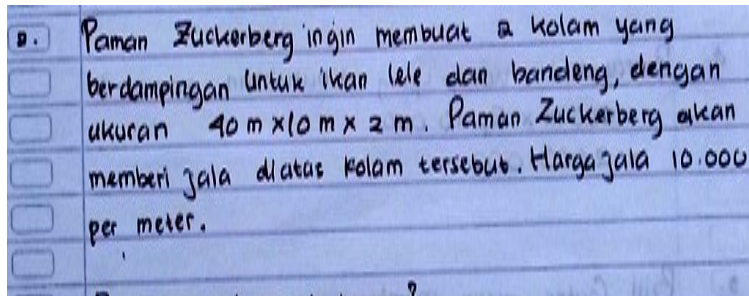 2. Paman Zuckerberg ingin membuat 2 kolam yang
berdampingan untuk ikan lele dan bandeng, dengan
ukuran 40 m x 10 m x 2 m. Paman Zuckerberg akan
memberi jala diatas kolam tersebut. Harga jala 10.000
per meter.